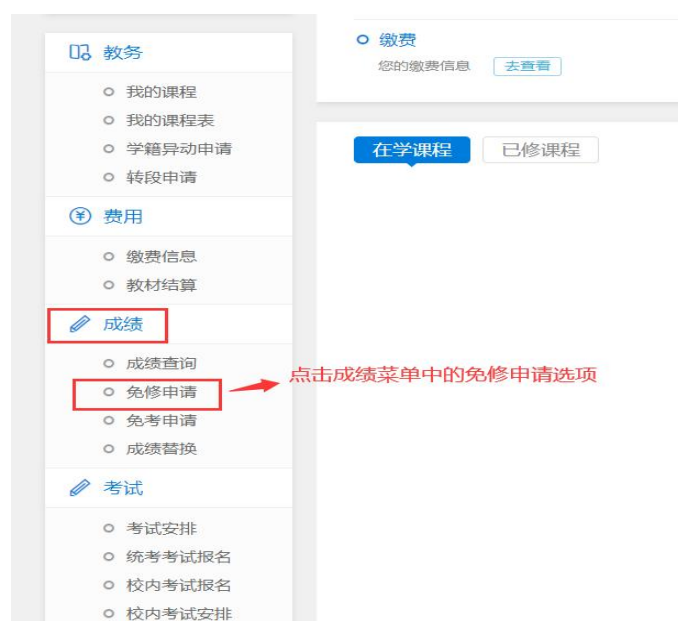 教务
我的课程
我的课程表
学籍异动申请
转段申请
费用
缴费信息
教材结算
成绩
成绩查询
免修申请
免考申请
成绩替换
考试
考试安排
统考考试报名
校内考试报名
校内考试安排
缴费
您的缴费信息 去查看
在学课程 已修课程
点击成绩菜单中的免修申请选项